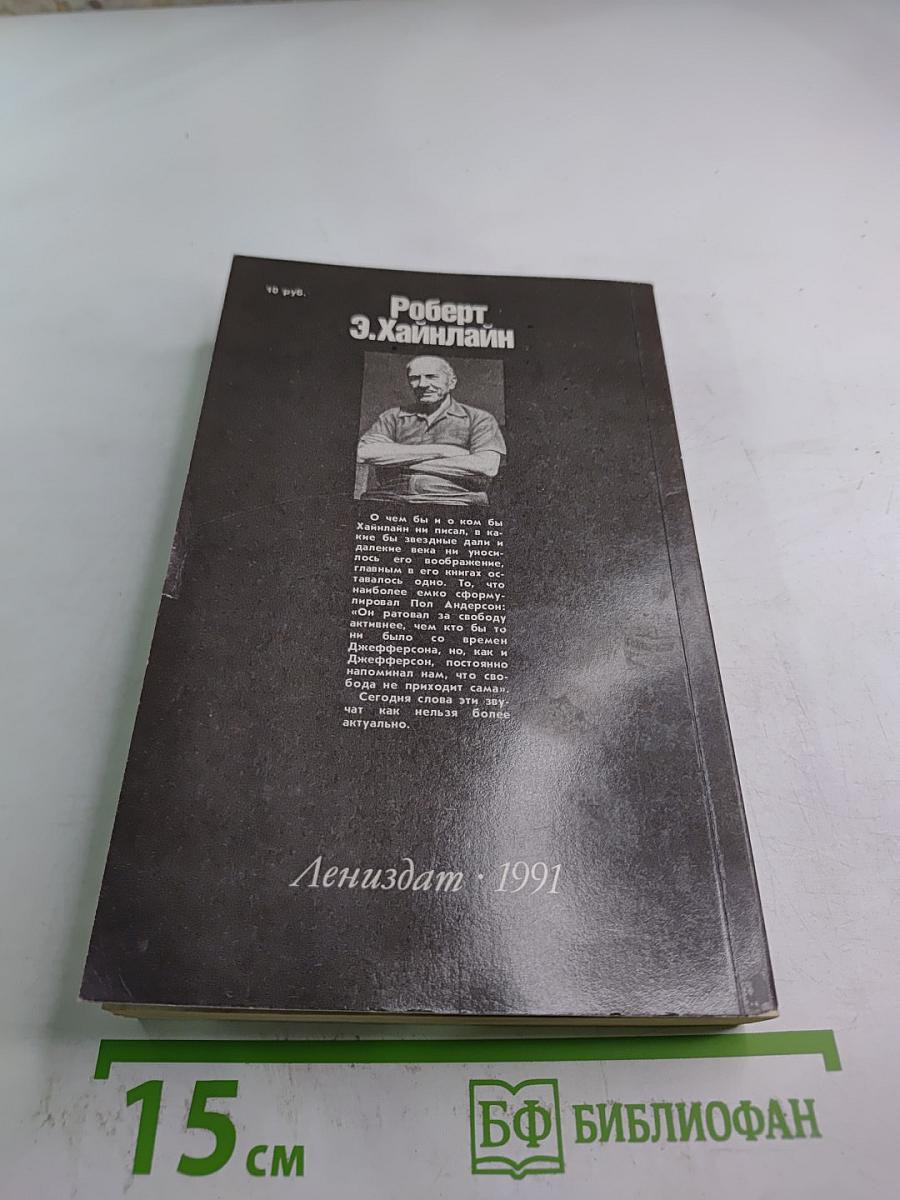 10 руб.
Роберт
Э.Хайнлайн
О чем бы и о ком бы
Хайнлайн ни писал, в ка-
кие бы звездные дали и
далекие века ни уноси-
лось его воображение,
главным в его книгах ос-
тавалось одно. То, что
наиболее емко сформу-
лировал Пол Андерсон:
«Он ратовал за свободу
активнее, чем кто бы то
ни было со времен
Джефферсона, но, как и
Джефферсон, постоянно
напоминал нам, что сво-
бода не приходит сама».
Сегодня слова эти зву-
чат как нельзя более
актуально.
Лениздат · 1991
15 см
БФ БИБЛИОФАН